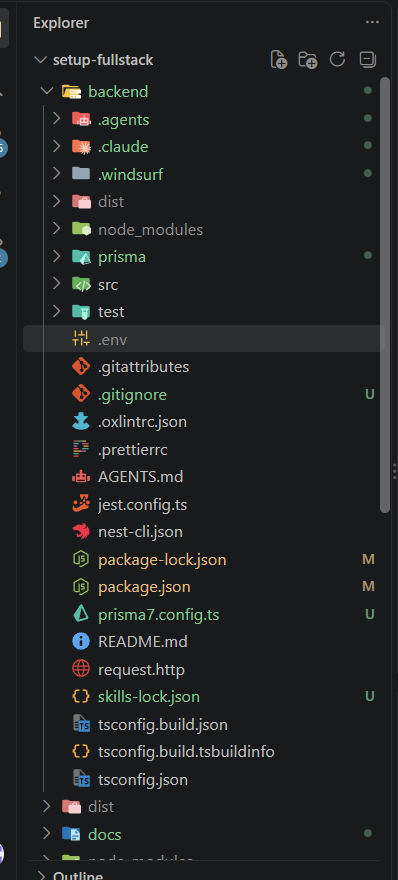 Explorer
setup-fullstack
backend
.agents
.claude
.windsurf
dist
node_modules
prisma
src
test
.env
.gitattributes
.gitignore U
.oxlintrc.json
.prettierrc
AGENTS.md
jest.config.ts
nest-cli.json
package-lock.json M
package.json M
prisma7.config.ts U
README.md
request.http
skills-lock.json U
tsconfig.build.json
tsconfig.build.tsbuildinfo
tsconfig.json
dist
docs
node_modules
Outline